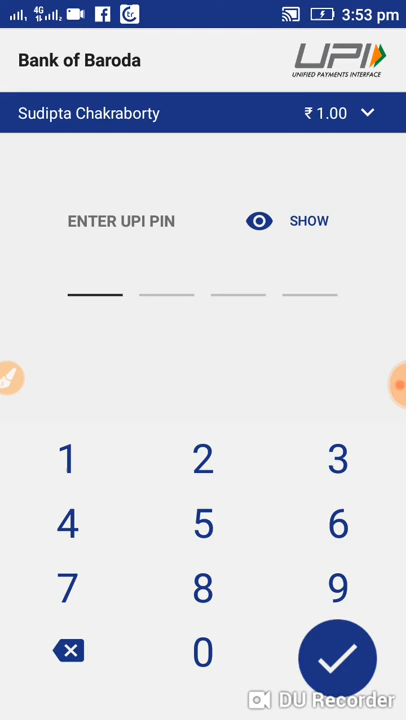 4G 3:53 pm
Bank of Baroda
UPI
UNIFIED PAYMENTS INTERFACE
Sudipta Chakraborty ₹ 1.00
ENTER UPI PIN SHOW
1 2 3
4 5 6
7 8 9
0
DU Recorder